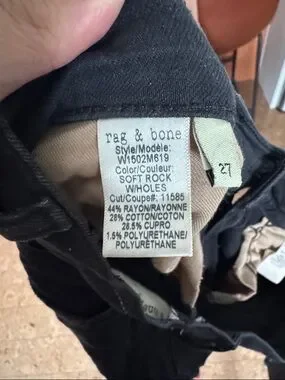 rag & bone
Style/Modèle:
W1502M619
Color/Couleur:
SOFT ROCK
W/HOLES
Cut/Coupe#: 11585
44% RAYON/RAYONNE
28% COTTON/COTON
28.5% CUPRO
1.5% POLYURETHANE/
POLYURÉTHANE
27